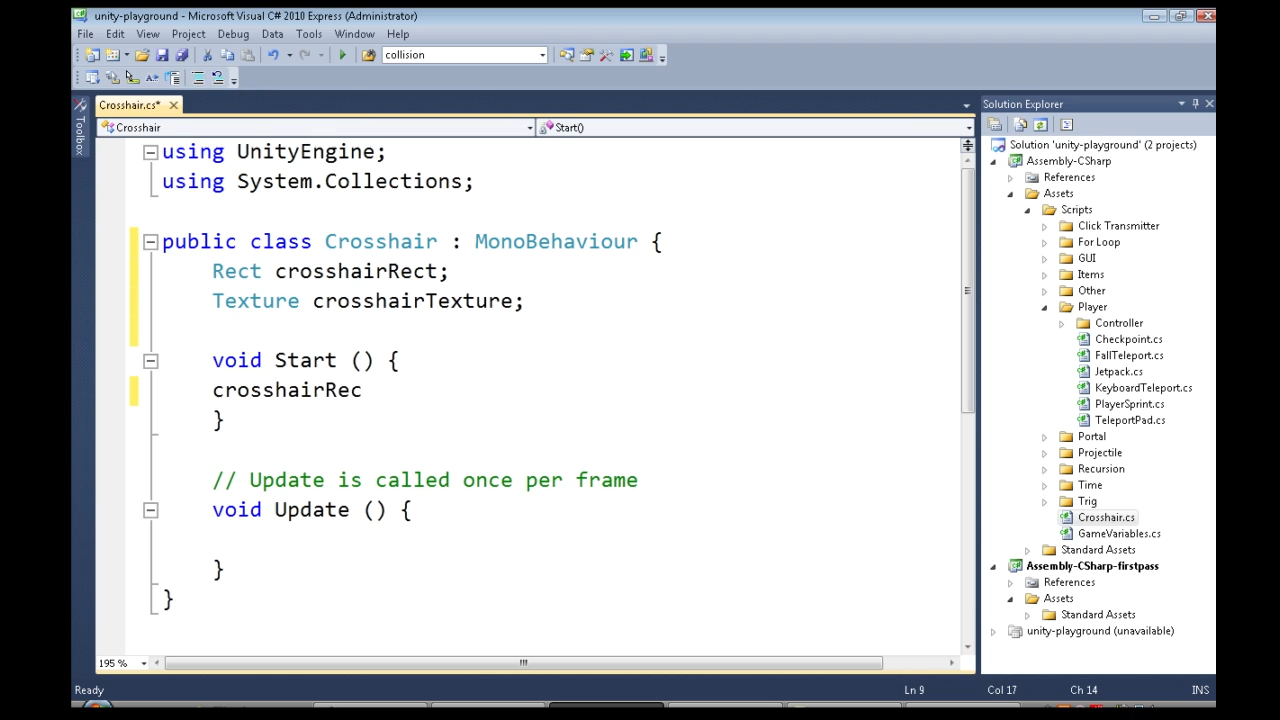 unity-playground - Microsoft Visual C# 2010 Express (Administrator)
File Edit View Project Debug Data Tools Window Help
collision
Crosshair.cs*
Toolbox
Crosshair
Start()
using UnityEngine;
using System.Collections;
public class Crosshair : MonoBehaviour {
Rect crosshairRect;
Texture crosshairTexture;
void Start () {
crosshairRec
}
// Update is called once per frame
void Update () {
}
}
195 %
Solution Explorer
Solution 'unity-playground' (2 projects)
Assembly-CSharp
References
Assets
Scripts
Click Transmitter
For Loop
GUI
Items
Other
Player
Controller
Checkpoint.cs
FallTeleport.cs
Jetpack.cs
KeyboardTeleport.cs
PlayerSprint.cs
TeleportPad.cs
Portal
Projectile
Recursion
Time
Trig
Crosshair.cs
GameVariables.cs
Standard Assets
Assembly-CSharp-firstpass
References
Assets
Standard Assets
unity-playground (unavailable)
Ready Ln 9 Col 17 Ch 14 INS